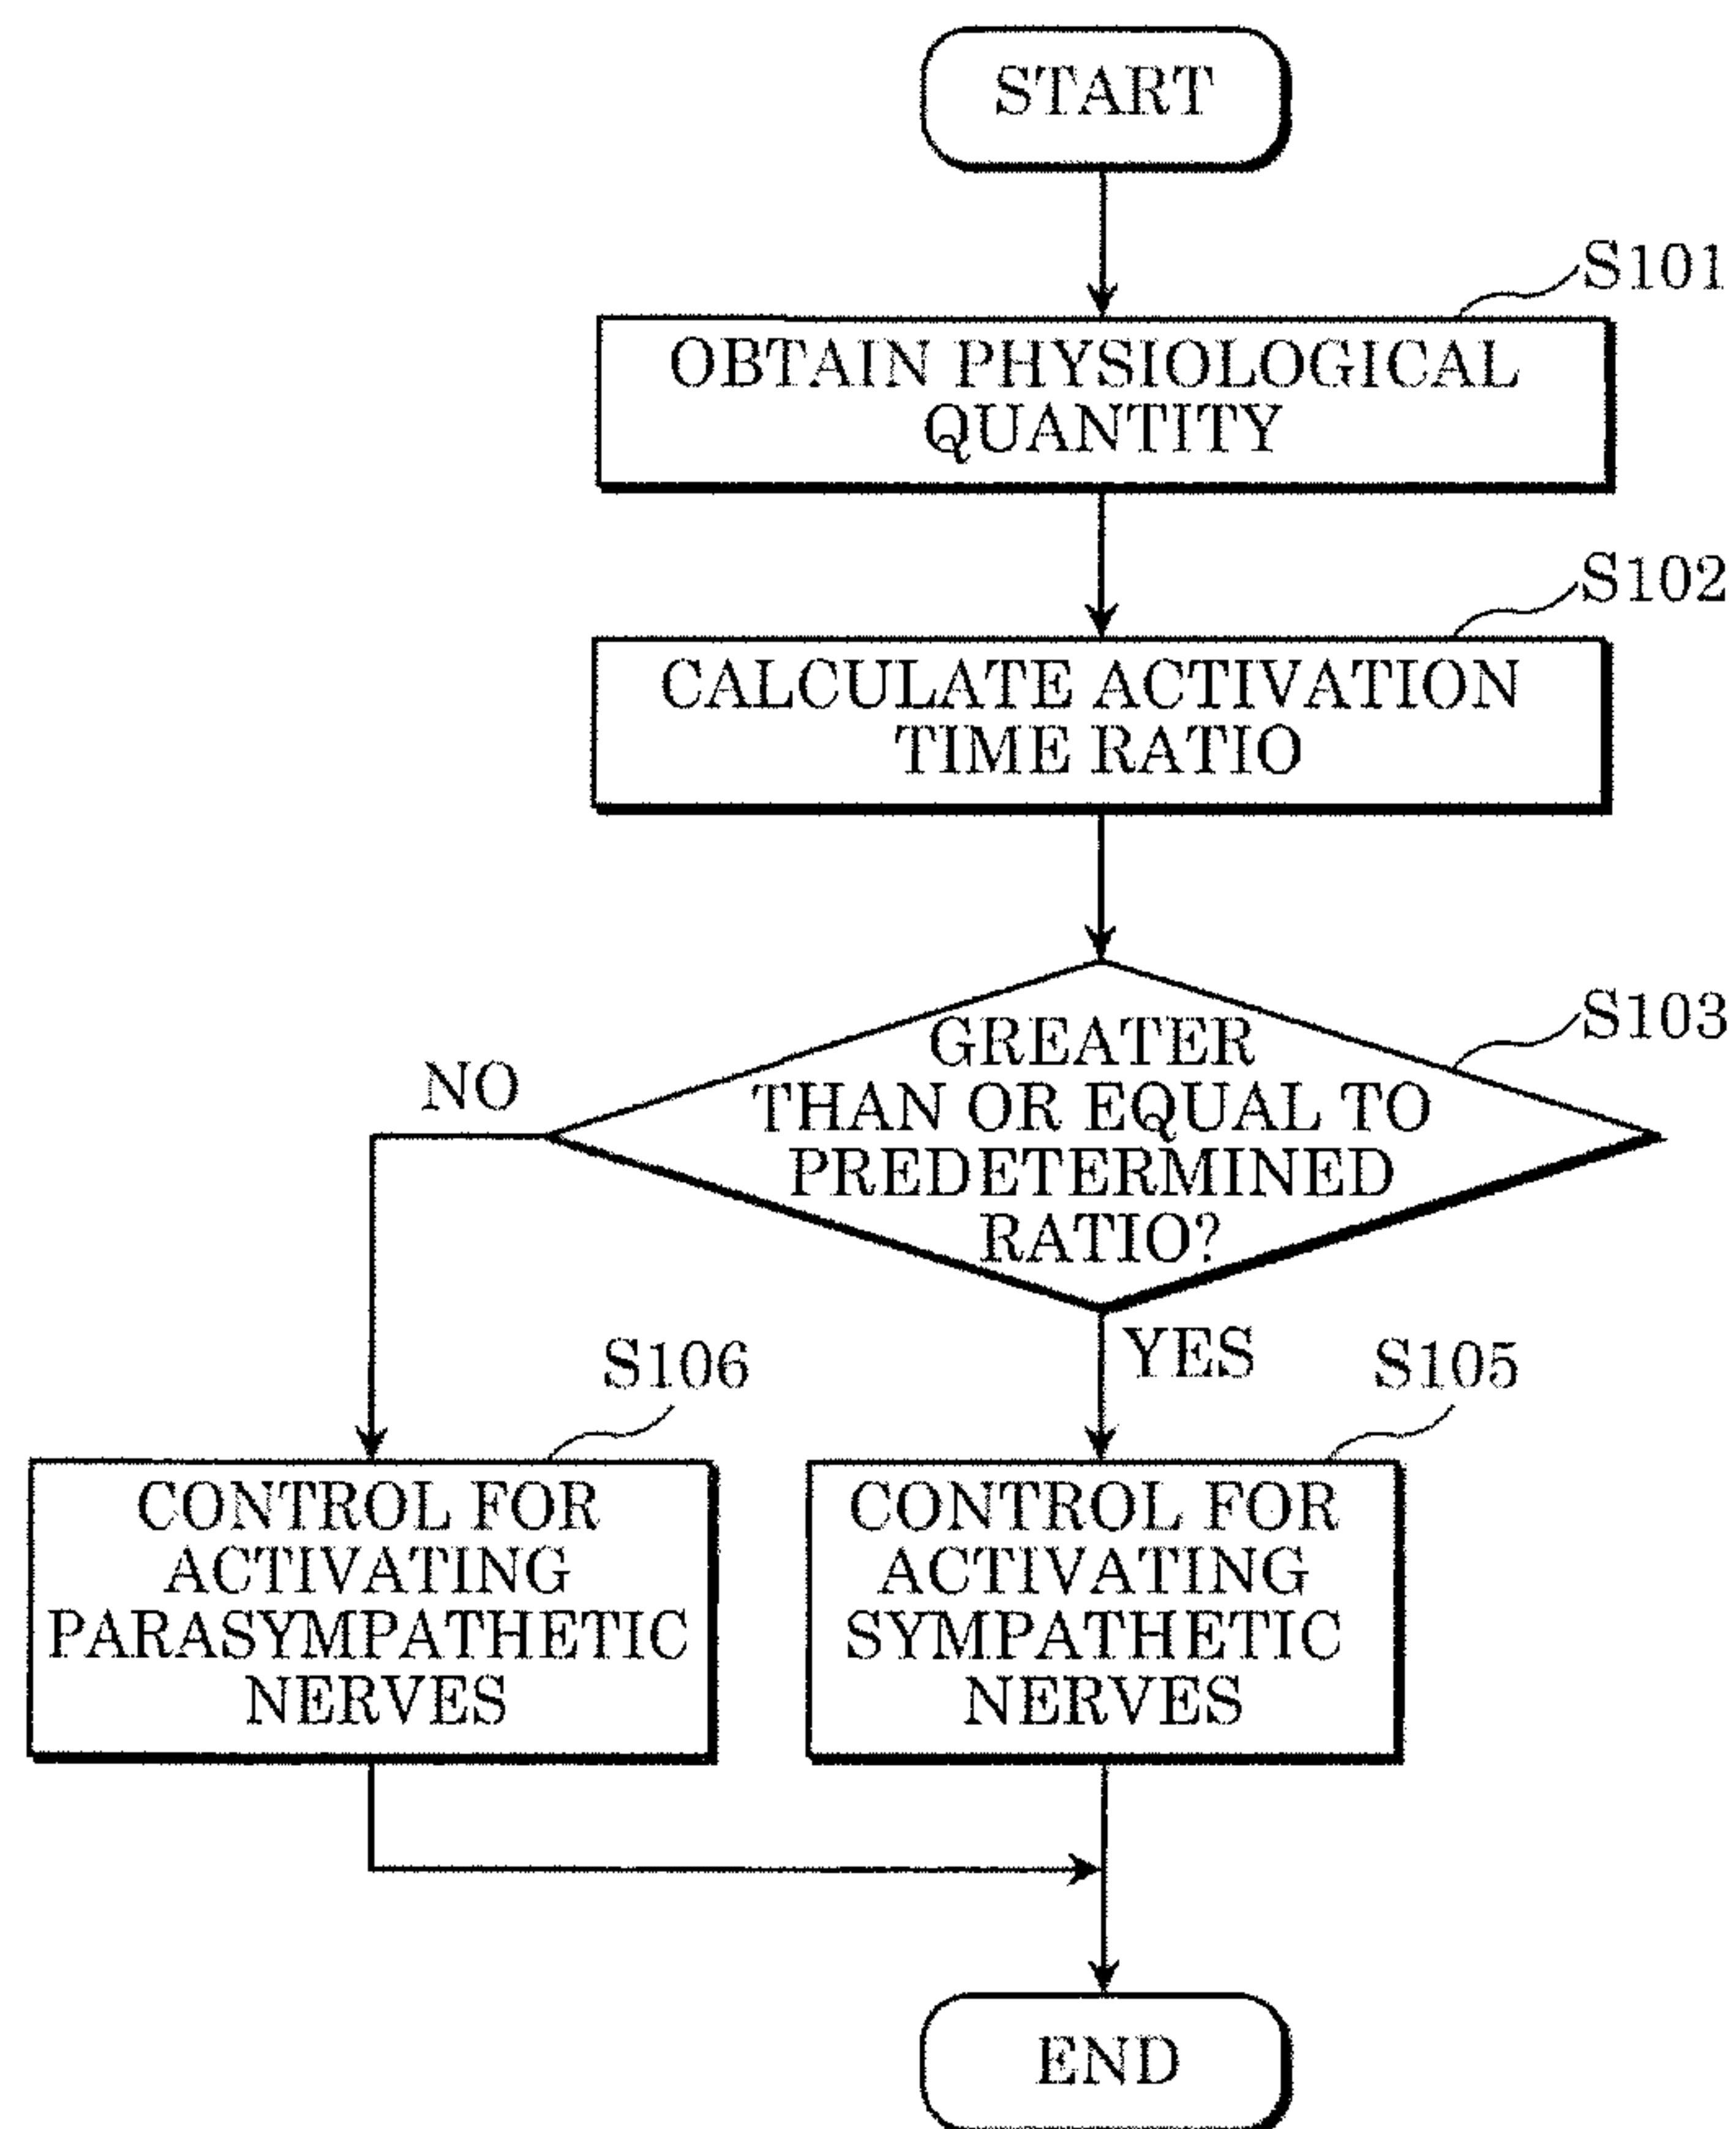 START
S101
OBTAIN PHYSIOLOGICAL
QUANTITY
S102
CALCULATE ACTIVATION
TIME RATIO
S103
GREATER
THAN OR EQUAL TO
PREDETERMINED
RATIO?
NO
YES
S106
CONTROL FOR
ACTIVATING
PARASYMPATHETIC
NERVES
S105
CONTROL FOR
ACTIVATING
SYMPATHETIC
NERVES
END